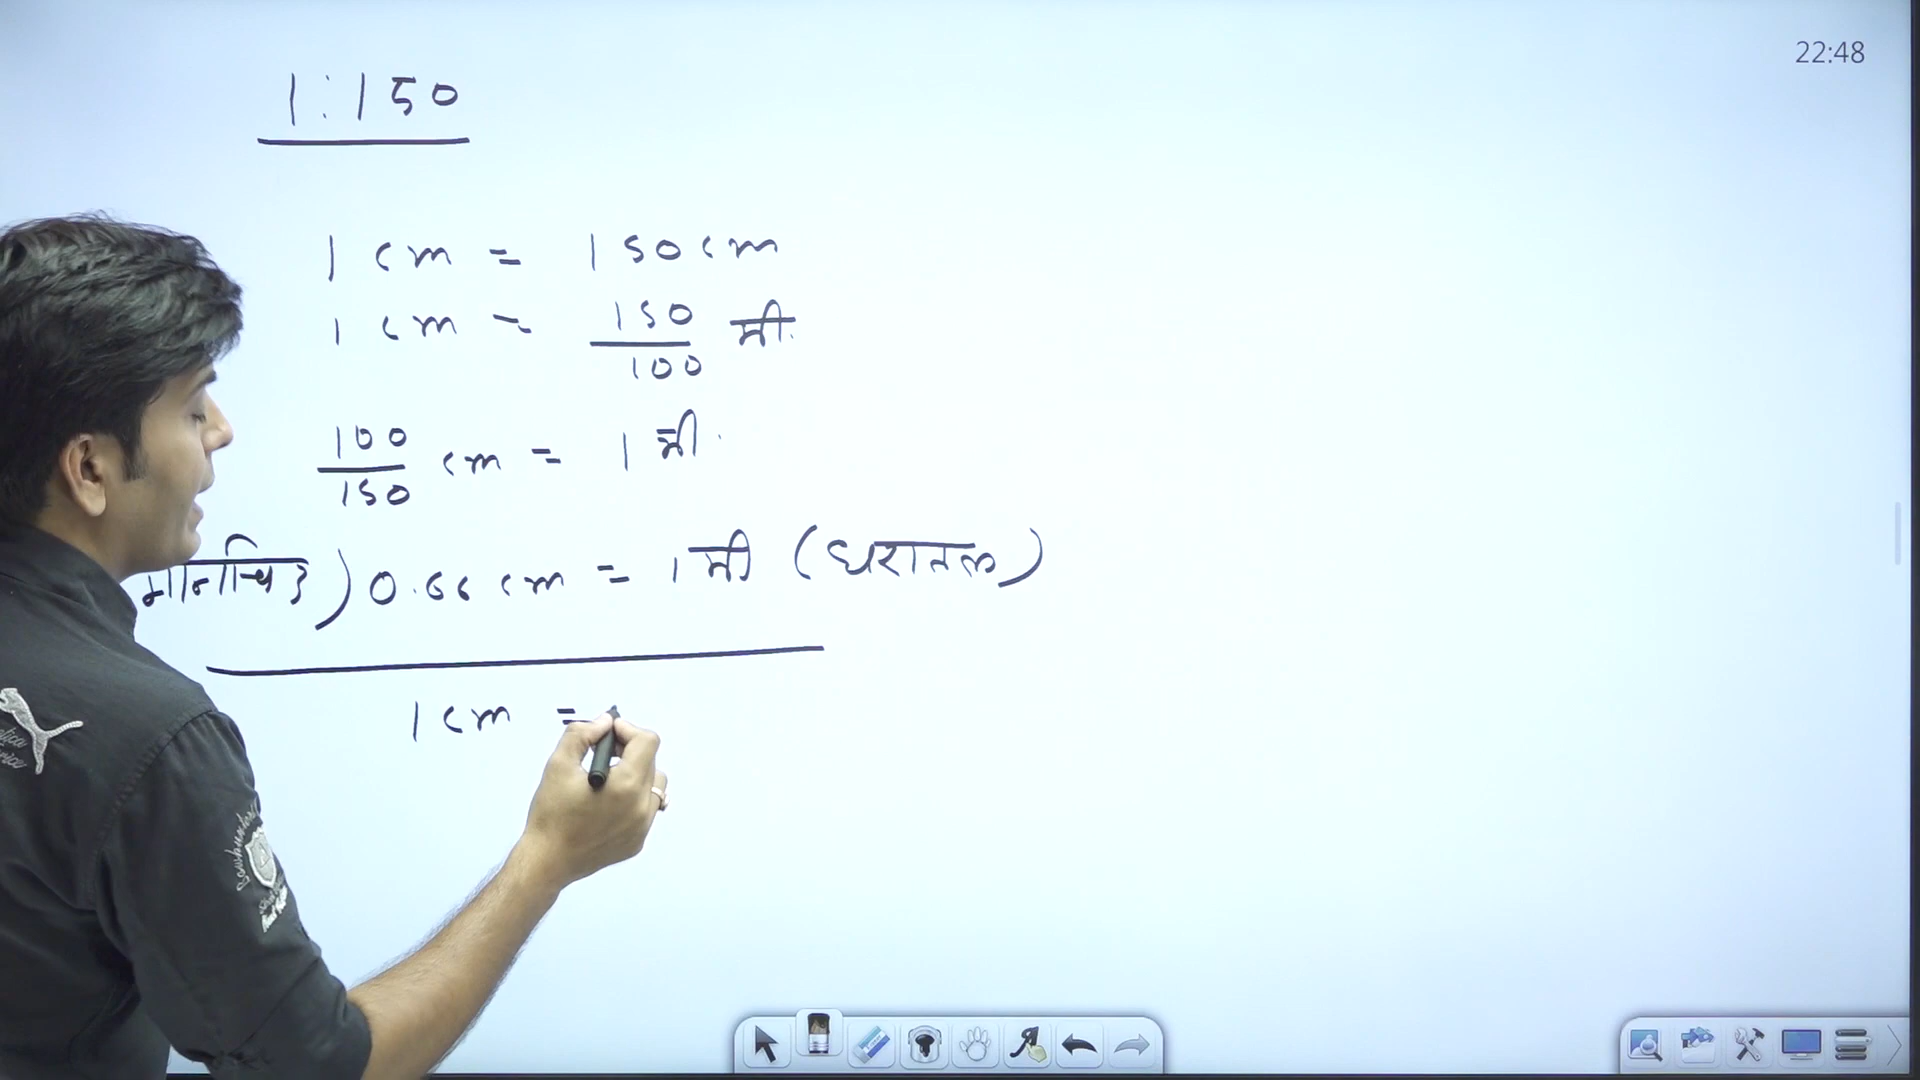 22:48
1:150
1 cm = 150 cm
1 cm = 150/100 मी.
100/150 cm = 1 मी.
मानचित्र) 0.66 cm = 1 मी (धरातल)
1 cm =